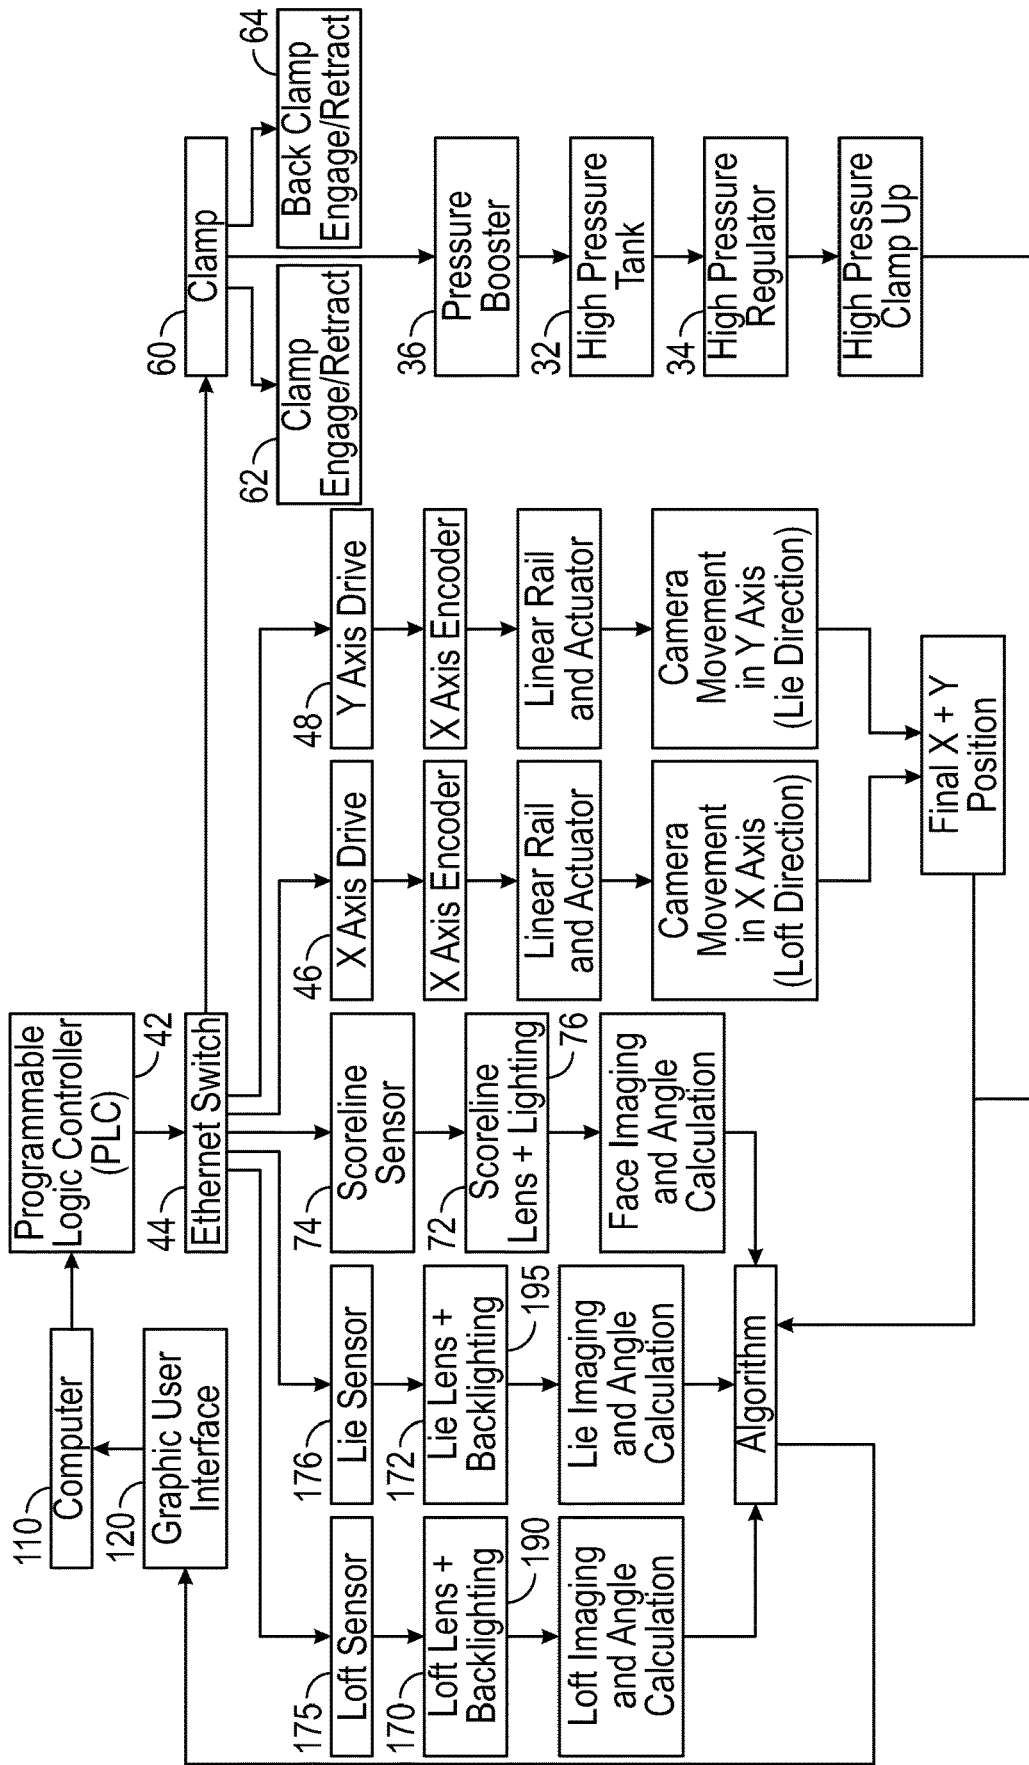 110
Computer
120
Graphic User
Interface
Programmable
Logic Controller
(PLC)
42
44
Ethernet Switch
60
Clamp
62
Clamp
Engage/Retract
64
Back Clamp
Engage/Retract
175
Loft Sensor
170
Loft Lens +
Backlighting
190
Loft Imaging
and Angle
Calculation
176
Lie Sensor
172
Lie Lens +
Backlighting
195
Lie Imaging
and Angle
Calculation
74
Scoreline
Sensor
72
Scoreline
Lens + Lighting
76
Face Imaging
and Angle
Calculation
Algorithm
46
X Axis Drive
X Axis Encoder
Linear Rail
and Actuator
Camera
Movement
in X Axis
(Loft Direction)
48
Y Axis Drive
X Axis Encoder
Linear Rail
and Actuator
Camera
Movement
in Y Axis
(Lie Direction)
Final X + Y
Position
36
Pressure
Booster
32
High Pressure
Tank
34
High Pressure
Regulator
High Pressure
Clamp Up